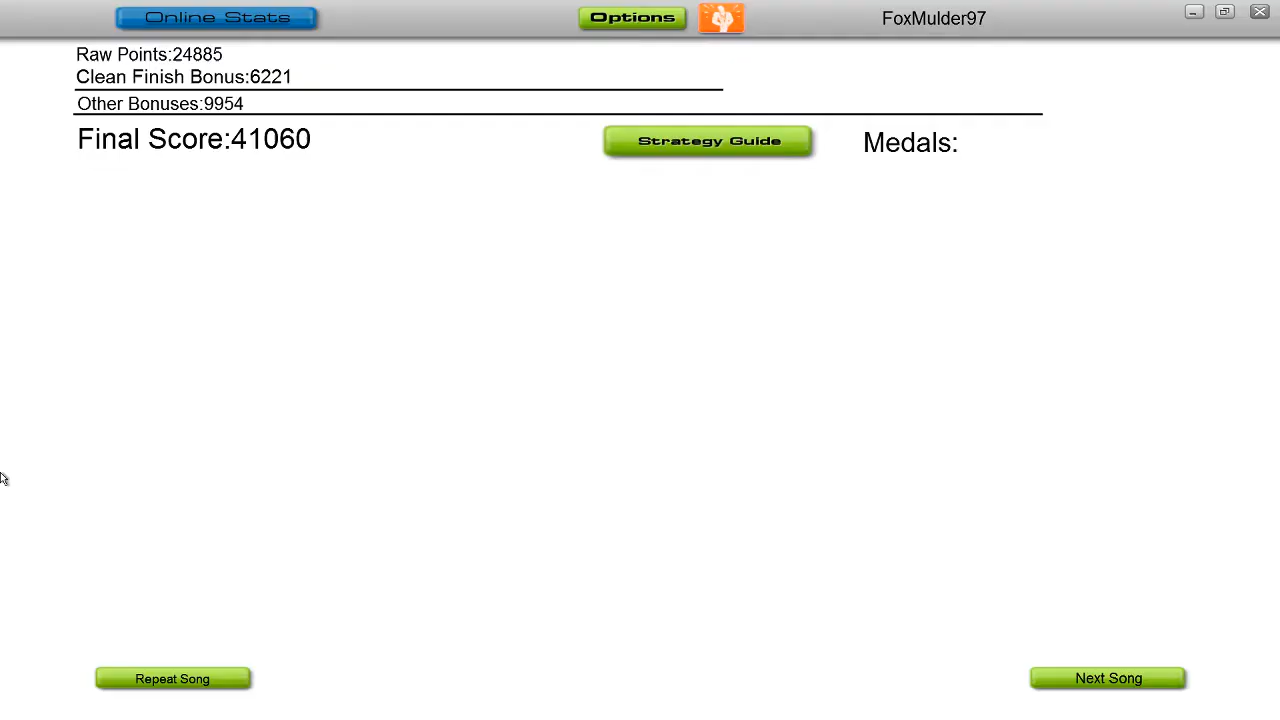 Online Stats
Options
FoxMulder97
Raw Points:24885
Clean Finish Bonus:6221
Other Bonuses:9954
Final Score:41060
Strategy Guide
Medals:
Repeat Song
Next Song